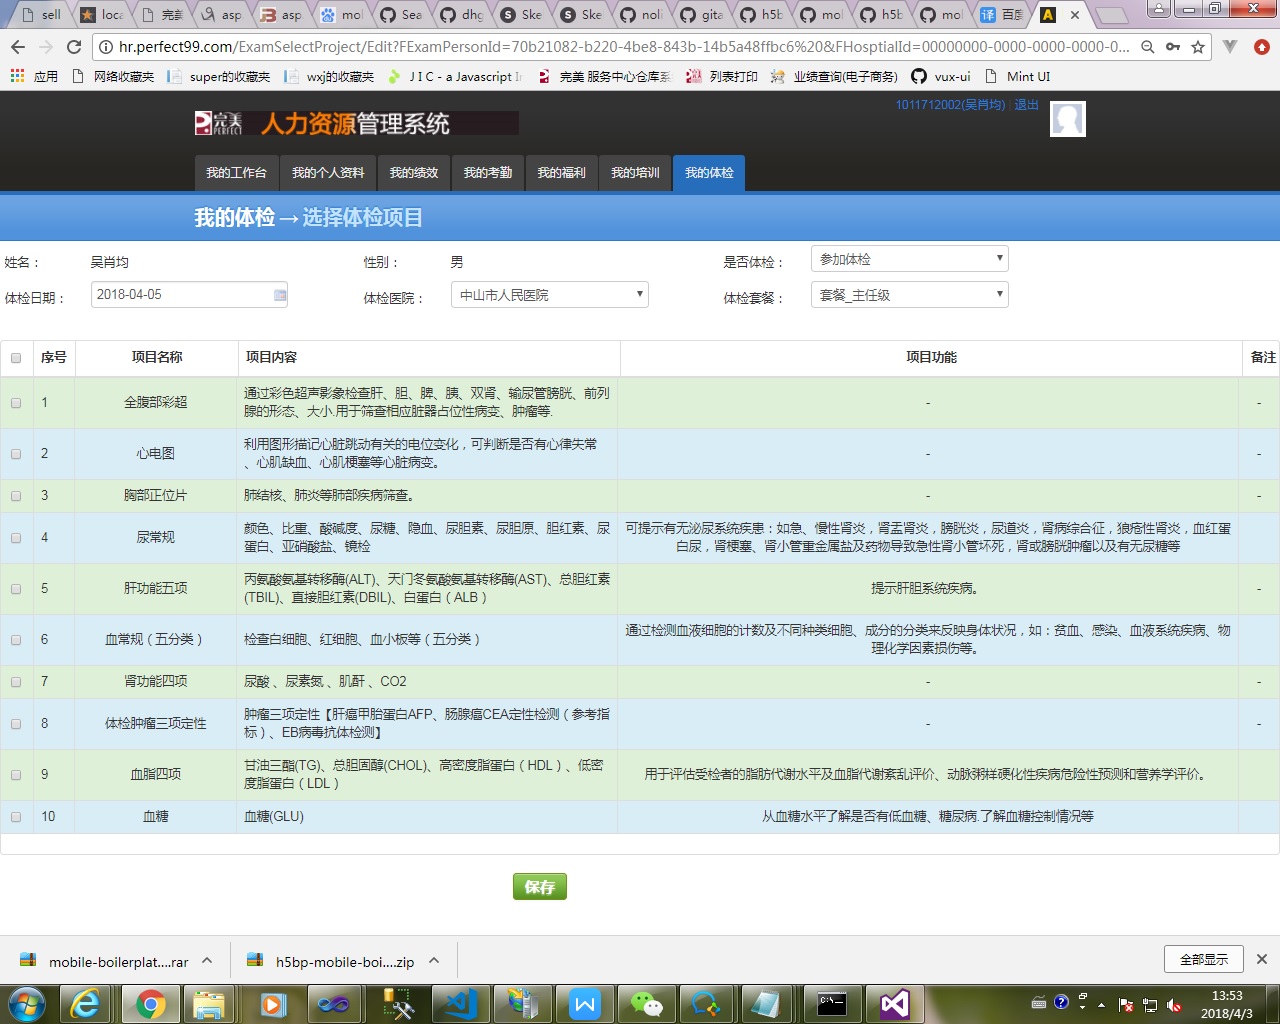 sell
loca
完美
asp
asp
mol
Sea
dhg
Ske
Ske
noli
gita
h5b
mol
h5b
mol
百度
hr.perfect99.com/ExamSelectProject/Edit?FExamPersonId=70b21082-b220-4be8-843b-14b5a48ffbc6%20&FHosptialId=00000000-0000-0000-0000-0...
应用 网络收藏夹 super的收藏夹 wxj的收藏夹 J I C - a Javascript I 完美 服务中心仓库系 列表打印 业绩查询(电子商务) vux-ui Mint UI
1011712002(吴肖均) 退出
完美 PERFECT 人力资源管理系统
我的工作台 我的个人资料 我的绩效 我的考勤 我的福利 我的培训 我的体检
我的体检→选择体检项目
姓名： 吴肖均 性别： 男 是否体检： 参加体检
体检日期： 2018-04-05 体检医院： 中山市人民医院 体检套餐： 套餐_主任级
序号 项目名称 项目内容 项目功能 备注
1 全腹部彩超 通过彩色超声影象检查肝、胆、脾、胰、双肾、输尿管膀胱、前列 - -
腺的形态、大小.用于筛查相应脏器占位性病变、肿瘤等.
2 心电图 利用图形描记心脏跳动有关的电位变化，可判断是否有心律失常 - -
、心肌缺血、心肌梗塞等心脏病变。
3 胸部正位片 肺结核、肺炎等肺部疾病筛查。 - -
4 尿常规 颜色、比重、酸碱度、尿糖、隐血、尿胆素、尿胆原、胆红素、尿
蛋白、亚硝酸盐、镜检
可提示有无泌尿系统疾患：如急、慢性肾炎，肾盂肾炎，膀胱炎，尿道炎，肾病综合征，狼疮性肾炎，血红蛋
白尿，肾梗塞、肾小管重金属盐及药物导致急性肾小管坏死，肾或膀胱肿瘤以及有无尿糖等
5 肝功能五项 丙氨酸氨基转移酶(ALT)、天门冬氨酸氨基转移酶(AST)、总胆红素
(TBIL)、直接胆红素(DBIL)、白蛋白（ALB）
提示肝胆系统疾病。 -
6 血常规（五分类） 检查白细胞、红细胞、血小板等（五分类）
通过检测血液细胞的计数及不同种类细胞、成分的分类来反映身体状况，如：贫血、感染、血液系统疾病、物
理化学因素损伤等。
7 肾功能四项 尿酸 、尿素氮 、肌酐 、CO2 - -
8 体检肿瘤三项定性 肿瘤三项定性【肝癌甲胎蛋白AFP、肠腺癌CEA定性检测（参考指 - -
标）、EB病毒抗体检测】
9 血脂四项 甘油三酯(TG)、总胆固醇(CHOL)、高密度脂蛋白（HDL）、低密
度脂蛋白（LDL）
用于评估受检者的脂肪代谢水平及血脂代谢紊乱评价、动脉粥样硬化性疾病危险性预测和营养学评价。
10 血糖 血糖(GLU) 从血糖水平了解是否有低血糖、糖尿病.了解血糖控制情况等
保存
mobile-boilerplat....rar
h5bp-mobile-boi....zip
全部显示
13:53
2018/4/3